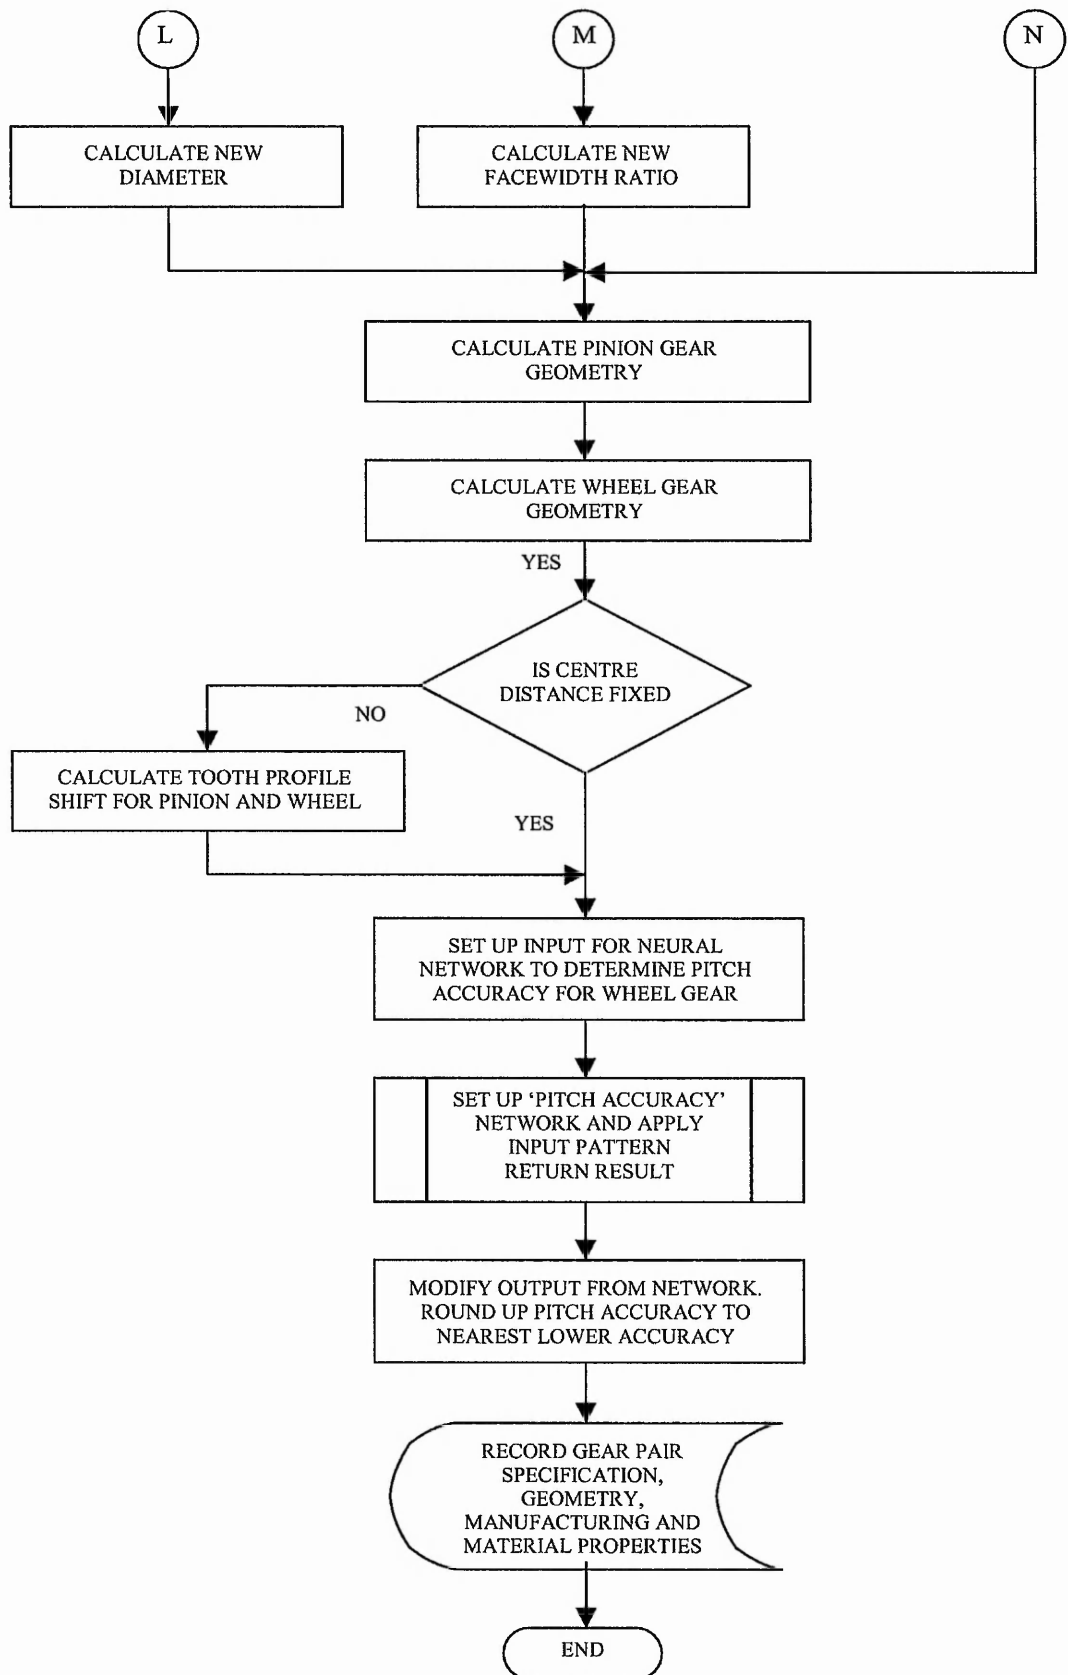 L
M
N
CALCULATE NEW
DIAMETER
CALCULATE NEW
FACEWIDTH RATIO
CALCULATE PINION GEAR
GEOMETRY
CALCULATE WHEEL GEAR
GEOMETRY
YES
IS CENTRE
DISTANCE FIXED
NO
CALCULATE TOOTH PROFILE
SHIFT FOR PINION AND WHEEL
YES
SET UP INPUT FOR NEURAL
NETWORK TO DETERMINE PITCH
ACCURACY FOR WHEEL GEAR
SET UP ‘PITCH ACCURACY’
NETWORK AND APPLY
INPUT PATTERN
RETURN RESULT
MODIFY OUTPUT FROM NETWORK.
ROUND UP PITCH ACCURACY TO
NEAREST LOWER ACCURACY
RECORD GEAR PAIR
SPECIFICATION,
GEOMETRY,
MANUFACTURING AND
MATERIAL PROPERTIES
END